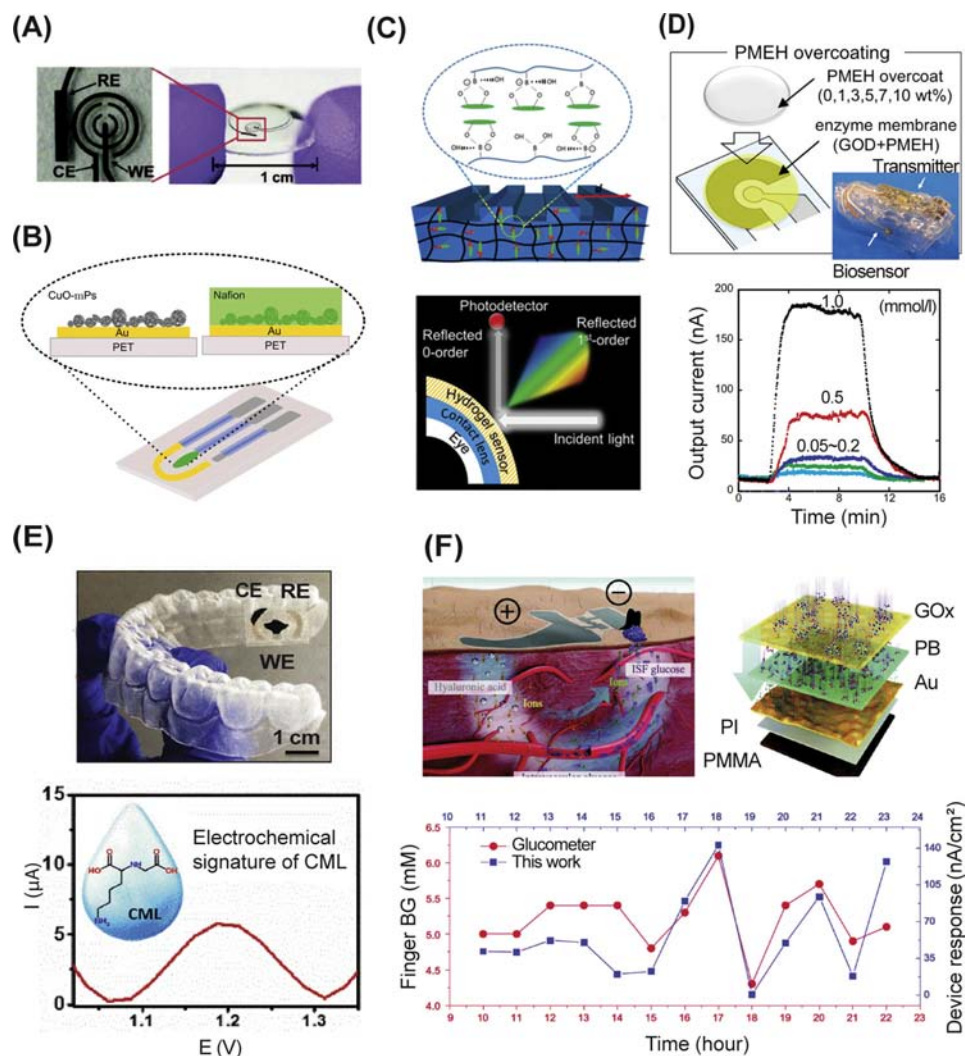 (A)
RE
CE
WE
1 cm
(B)
CuO-mPs
Au
PET
Nafion
Au
PET
(C)
Photodetector
Reflected
0-order
Reflected
1st-order
Hydrogel sensor
Contact lens
Eye
Incident light
(D)
PMEH overcoating
PMEH overcoat
(0,1,3,5,7,10 wt%)
enzyme membrane
(GOD+PMEH)
Transmitter
Biosensor
200
150
100
50
0
Output current (nA)
1.0
(mmol/l)
0.5
0.05~0.2
0
4
8
12
16
Time (min)
(E)
CE
RE
WE
1 cm
15
10
5
0
I (µA)
HO
O
NH
O
OH
NH₂
CML
Electrochemical
signature of CML
1.1
1.2
1.3
E (V)
(F)
+
−
Hyaluronic acid
Ions
Ions
ISF glucose
GOx
PB
Au
PI
PMMA
10 11 12 13 14 15 16 17 18 19 20 21 22 23 24
6.5
6.0
5.5
5.0
4.5
4.0
Finger BG (mM)
Glucometer
This work
140
105
70
35
0
Device response (nA/cm²)
9 10 11 12 13 14 15 16 17 18 19 20 21 22 23
Time (hour)